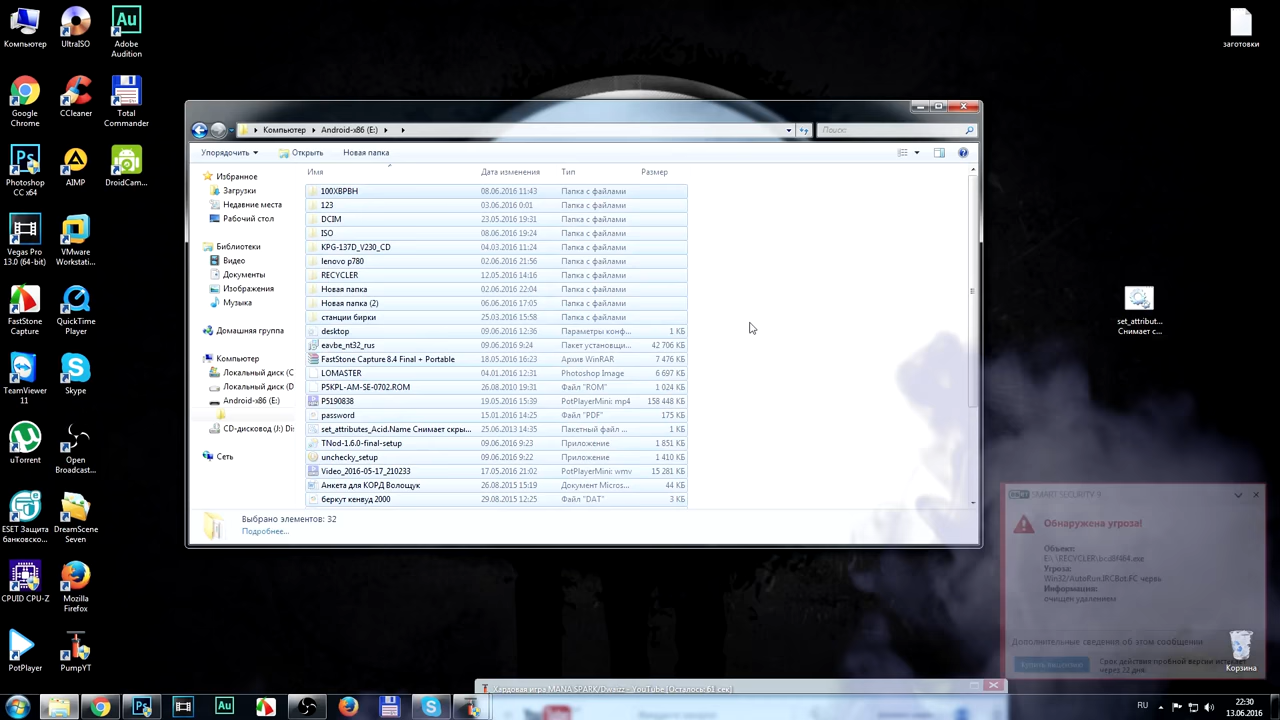 Компьютер
UltraISO
Adobe
Audition
Google
Chrome
CCleaner
Total
Commander
Photoshop
CC x64
AIMP
DroidCam...
Vegas Pro
13.0 (64-bit)
VMware
Workstati...
FastStone
Capture
QuickTime
Player
TeamViewer
11
Skype
uTorrent
Open
Broadcast...
ESET Защита
банковско...
DreamScene
Seven
CPUID CPU-Z
Mozilla
Firefox
PotPlayer
PumpYT
заготовки
set_attribut...
Снимает с...
Корзина
Компьютер
Android-x86 (E:)
Поиск:
Упорядочить
Открыть
Новая папка
Избранное
Загрузки
Недавние места
Рабочий стол
Библиотеки
Видео
Документы
Изображения
Музыка
Домашняя группа
Компьютер
Локальный диск (C
Локальный диск (D
Android-x86 (E:)
CD-дисковод (J:) Dis
Сеть
Имя Дата изменения Тип Размер
100XBPBH 08.06.2016 11:43 Папка с файлами
123 03.06.2016 0:01 Папка с файлами
DCIM 23.05.2016 19:31 Папка с файлами
ISO 08.06.2016 19:24 Папка с файлами
KPG-137D_V230_CD 04.03.2016 11:24 Папка с файлами
lenovo p780 02.06.2016 21:56 Папка с файлами
RECYCLER 12.05.2016 14:16 Папка с файлами
Новая папка 02.06.2016 22:04 Папка с файлами
Новая папка (2) 06.06.2016 17:05 Папка с файлами
станции бирки 25.03.2016 15:58 Папка с файлами
desktop 09.06.2016 12:36 Параметры конф... 1 КБ
eavbe_nt32_rus 09.06.2016 9:24 Пакет установщи... 42 706 КБ
FastStone Capture 8.4 Final + Portable 18.05.2016 16:23 Архив WinRAR 7 476 КБ
LOMASTER 04.01.2016 12:31 Photoshop Image 6 697 КБ
P5KPL-AM-SE-0702.ROM 26.08.2010 19:31 Файл "ROM" 1 024 КБ
P5190838 19.05.2016 15:39 PotPlayerMini: mp4 158 448 КБ
password 15.01.2016 14:25 Файл "PDF" 175 КБ
set_attributes_Acid.Name Снимает скры... 25.06.2013 14:35 Пакетный файл ... 1 КБ
TNod-1.6.0-final-setup 09.06.2016 9:23 Приложение 1 851 КБ
unchecky_setup 09.06.2016 9:22 Приложение 1 410 КБ
Video_2016-05-17_210233 17.05.2016 21:02 PotPlayerMini: wmv 15 281 КБ
Анкета для КОРД Волощук 26.08.2015 15:19 Документ Micros... 44 КБ
беркут кенвуд 2000 29.08.2015 12:25 Файл "DAT" 3 КБ
Выбрано элементов: 32
Подробнее...
SMART SECURITY 9
Обнаружена угроза!
Объект:
Угроза:
Win32/AutoRun.IRCBot.FC червь
Информация:
очищен удалением
Дополнительные сведения об этом сообщении
Купить лицензию
Срок действия пробной версии истекает
через 22 дня.
Хардовая игра MANA SPARK/Dwaizz - YouTube [Осталось: 61 сек]
RU
22:30
13.06.2016